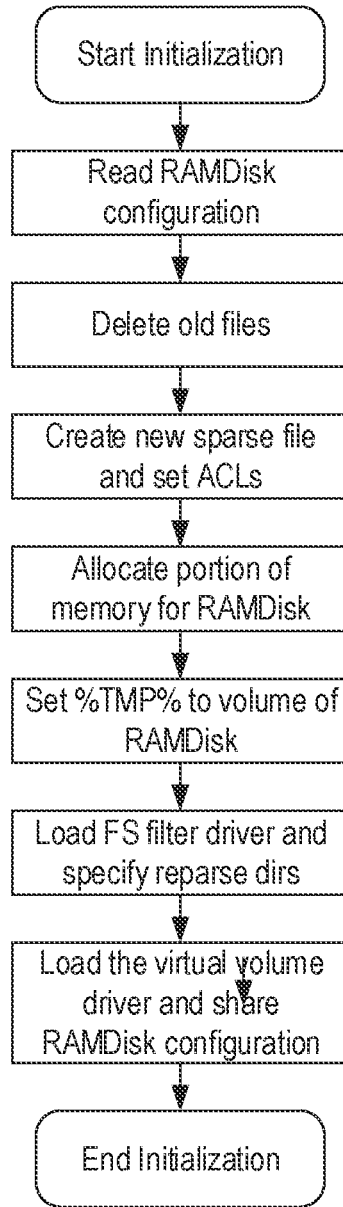 Start Initialization
Read RAMDisk
configuration
Delete old files
Create new sparse file
and set ACLs
Allocate portion of
memory for RAMDisk
Set %TMP% to volume of
RAMDisk
Load FS filter driver and
specify reparse dirs
Load the virtual volume
driver and share
RAMDisk configuration
End Initialization